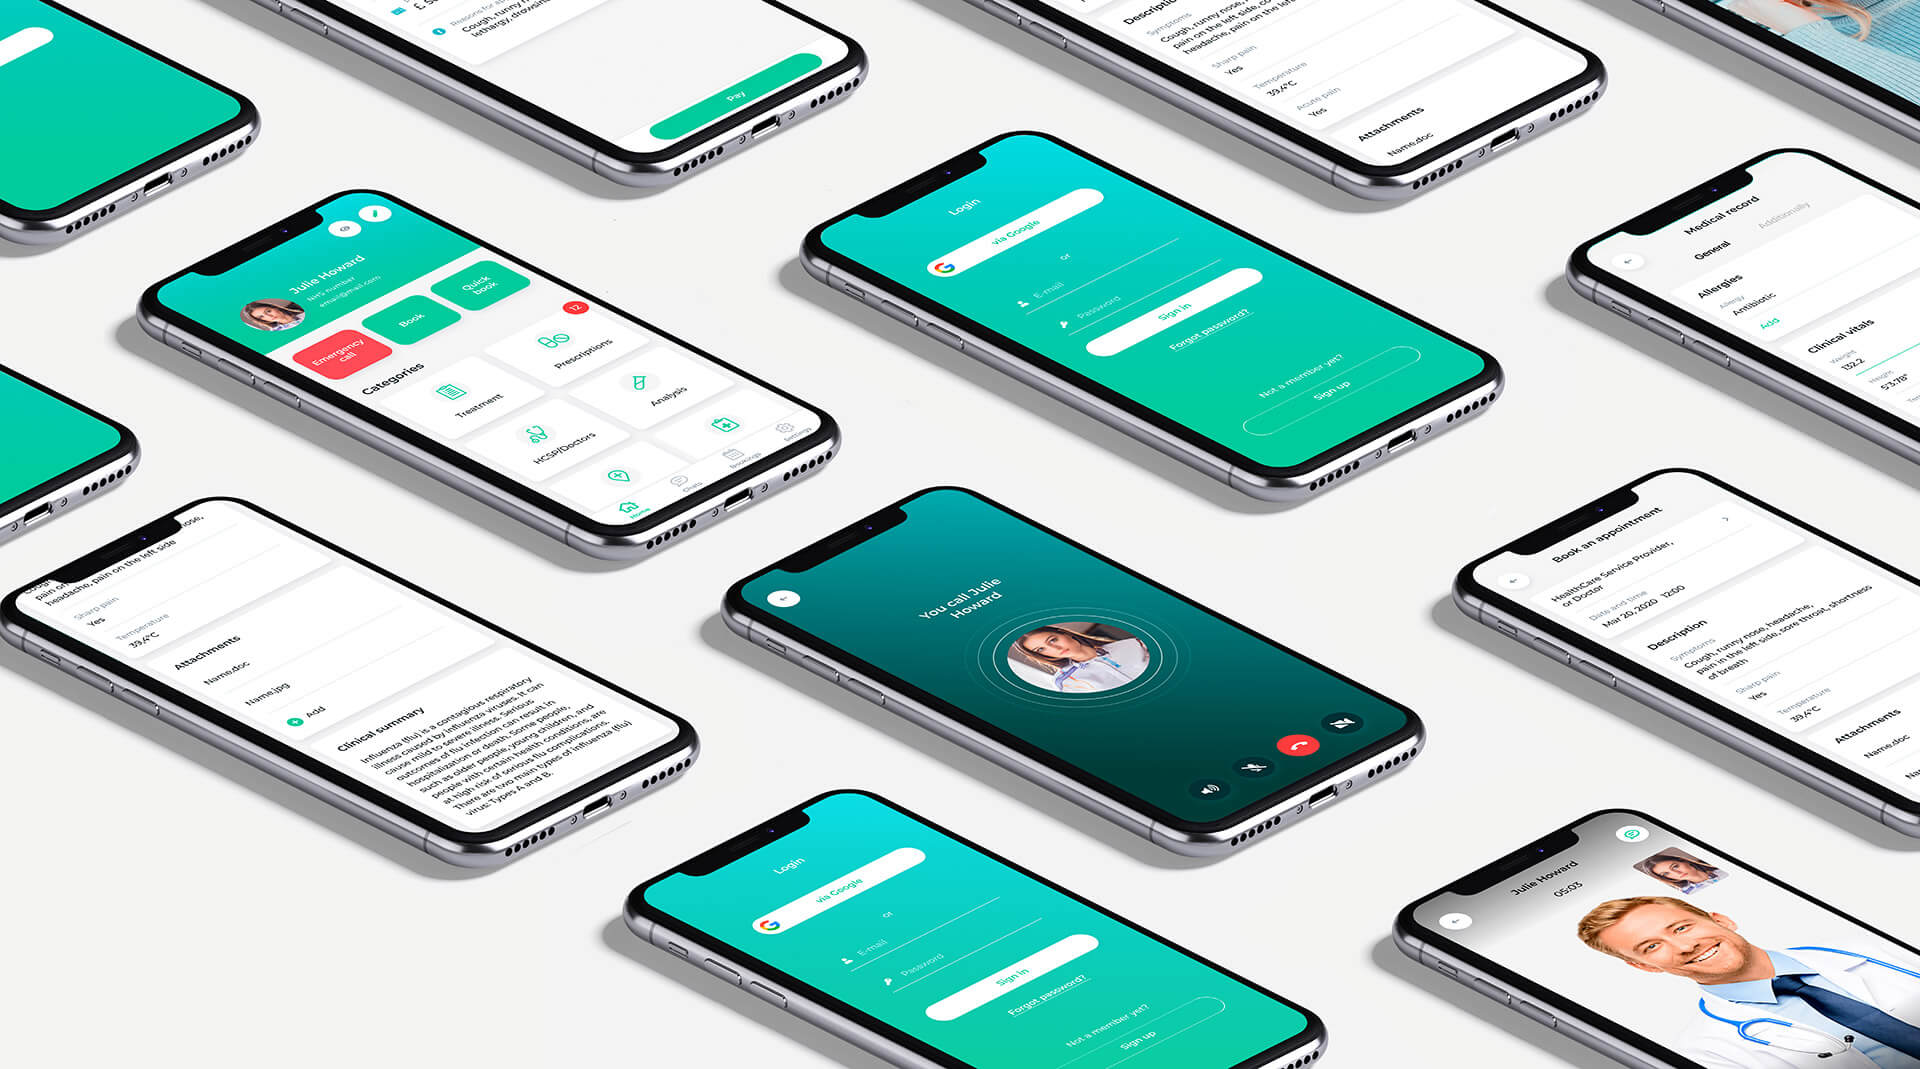 £
Reasons for
Cough, runny
lethargy,
Pay
Description
Symptoms
Cough, runny nose,
pain on the left side,
headache, pain on the left
Sharp pain
Yes
Temperature
39,4°C
Acute pain
Yes
Attachments
Name.doc
Julie Howard
NHS number
email@mail.com
Emergency
call
Book
Quick
book
Categories
12
Treatment
Prescriptions
HCSP/Doctors
Analysis
Home
Chats
Bookings
Settings
Login
via Google
or
E-mail
Password
Sign in
Forgot password?
Not a member yet?
Sign up
Medical record
General
Additionally
Allergies
Allergy
Antibiotic
Add
Clinical vitals
Weight
132.2
Height
5'3.78"
pain on
headache, pain on the left side
Sharp pain
Yes
Temperature
39,4°C
Attachments
Name.doc
Name.jpg
Add
Clinical summary
Influenza (flu) is a contagious respiratory
illness caused by influenza viruses. It can
cause mild to severe illness. Serious
outcomes of flu infection can result in
hospitalization or death. Some people,
such as older people, young children, and
people with certain health conditions, are
at high risk of serious flu complications.
There are two main types of influenza (flu)
virus: Types A and B.
You call Julie
Howard
Book an appointment
HealthCare Service Provider,
or Doctor
Date and time
Mar 20, 2020 12:00
Description
Symptoms
Cough, runny nose, headache,
pain in the left side, sore throat, shortness
of breath
Sharp pain
Yes
Temperature
39,4°C
Attachments
Name.doc
Login
via Google
or
E-mail
Password
Sign in
Forgot password?
Not a member yet?
Sign up
Julie Howard
05:03